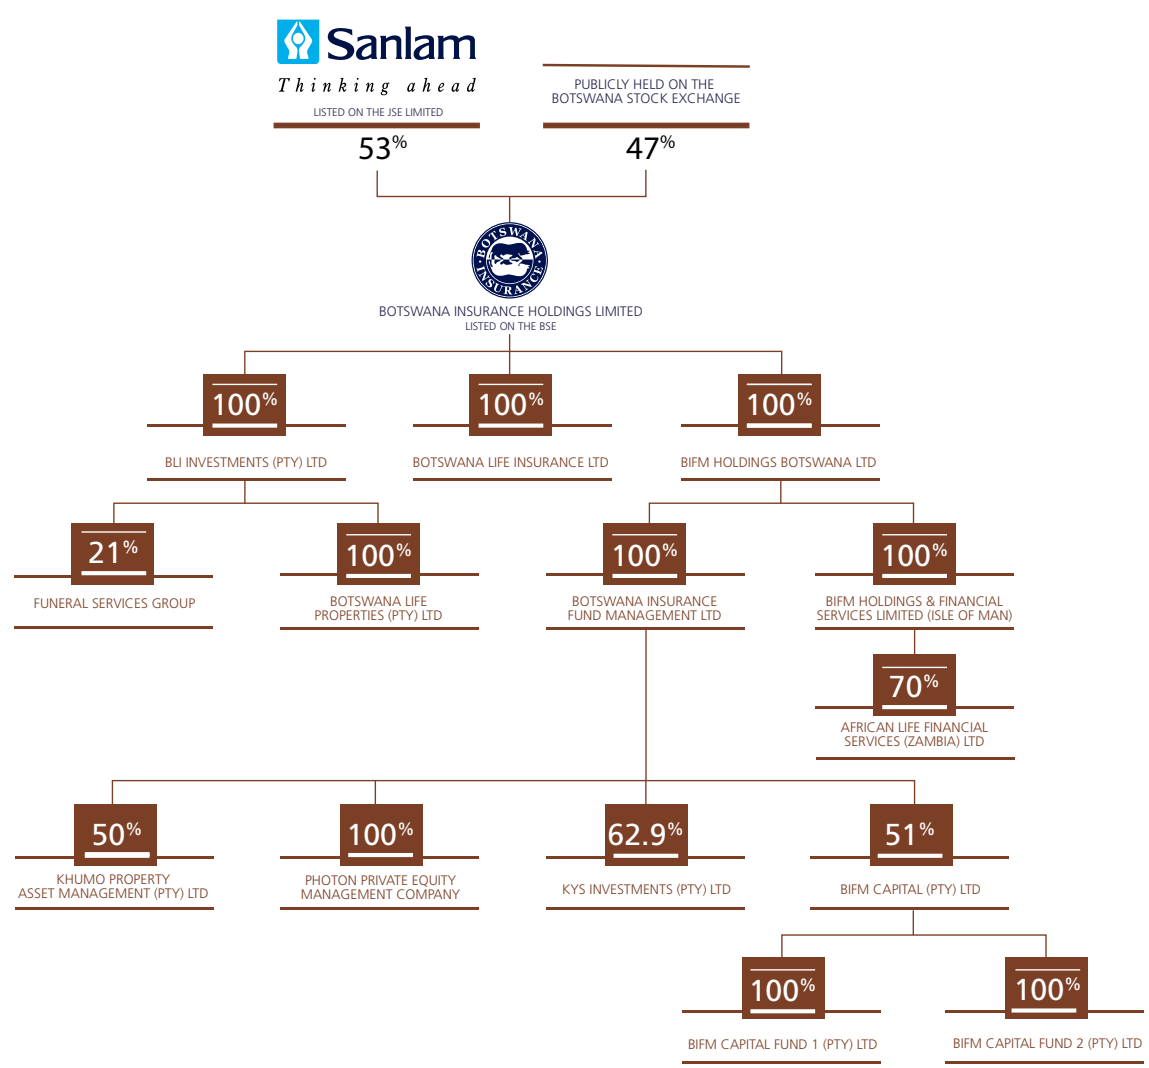 Sanlam
Thinking ahead
LISTED ON THE JSE LIMITED
53%
PUBLICLY HELD ON THE
BOTSWANA STOCK EXCHANGE
47%
BOTSWANA
INSURANCE
BOTSWANA INSURANCE HOLDINGS LIMITED
LISTED ON THE BSE
100%
BLI INVESTMENTS (PTY) LTD
100%
BOTSWANA LIFE INSURANCE LTD
100%
BIFM HOLDINGS BOTSWANA LTD
21%
FUNERAL SERVICES GROUP
100%
BOTSWANA LIFE
PROPERTIES (PTY) LTD
100%
BOTSWANA INSURANCE
FUND MANAGEMENT LTD
100%
BIFM HOLDINGS & FINANCIAL
SERVICES LIMITED (ISLE OF MAN)
70%
AFRICAN LIFE FINANCIAL
SERVICES (ZAMBIA) LTD
50%
KHUMO PROPERTY
ASSET MANAGEMENT (PTY) LTD
100%
PHOTON PRIVATE EQUITY
MANAGEMENT COMPANY
62.9%
KYS INVESTMENTS (PTY) LTD
51%
BIFM CAPITAL (PTY) LTD
100%
BIFM CAPITAL FUND 1 (PTY) LTD
100%
BIFM CAPITAL FUND 2 (PTY) LTD